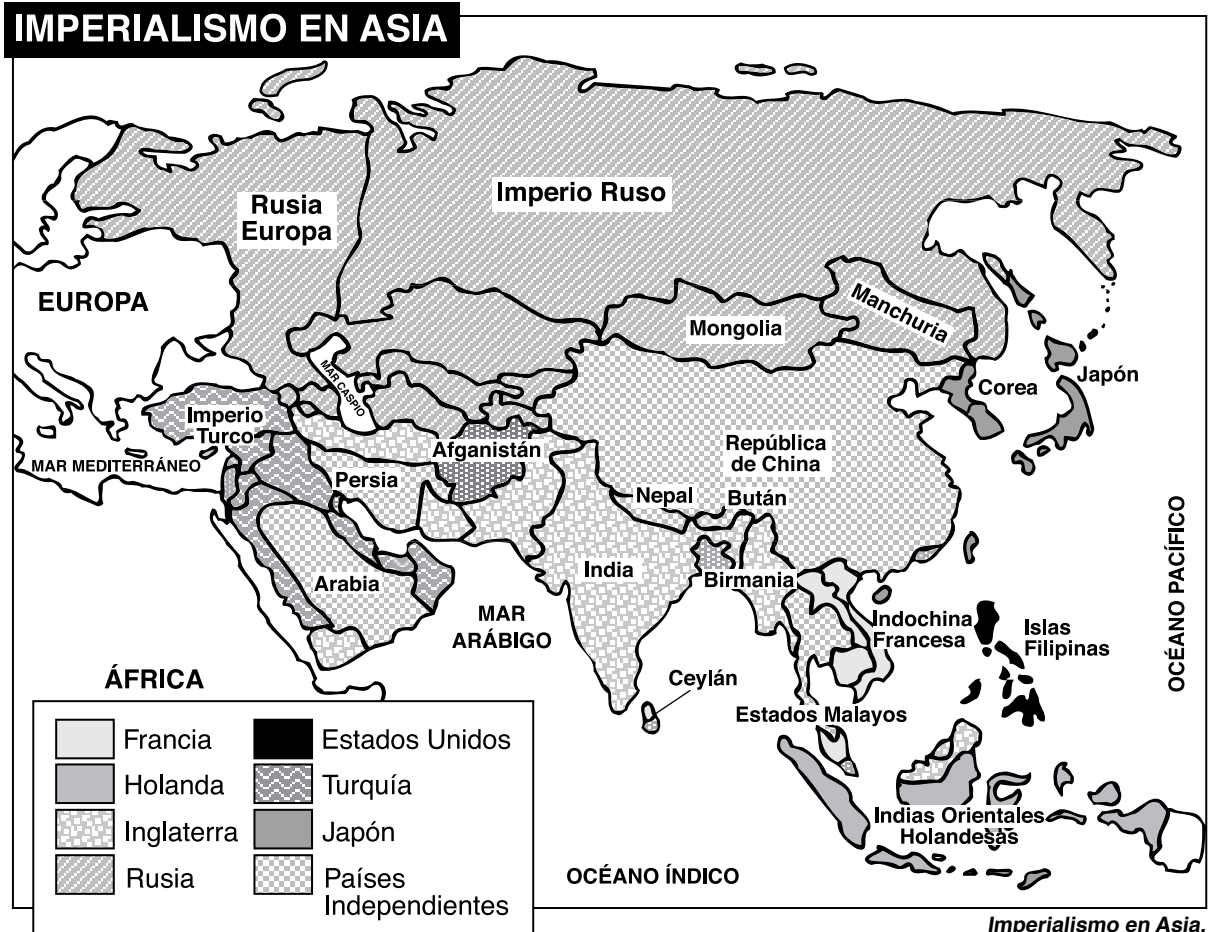 IMPERIALISMO EN ASIA
Imperio Ruso
Rusia
Europa
EUROPA
Manchuria
Mongolia
MAR CASPIO
Corea
Japón
Imperio
Turco
Afganistán
República
de China
MAR MEDITERRÁNEO
Persia
Nepal
Bután
OCÉANO PACÍFICO
India
Birmania
Arabia
MAR
ARÁBIGO
Indochina
Francesa
Islas
Filipinas
ÁFRICA
Ceylán
Estados Malayos
Francia
Holanda
Inglaterra
Rusia
Estados Unidos
Turquía
Japón
Países
Independientes
Indias Orientales
Holandesas
OCÉANO ÍNDICO
Imperialismo en Asia.